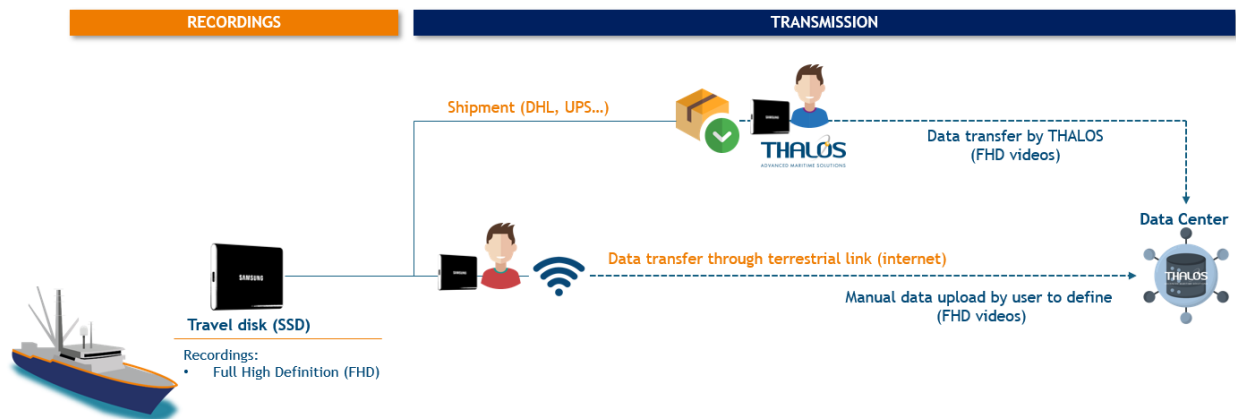 RECORDINGS
TRANSMISSION
Shipment (DHL, UPS…)
THALOS
ADVANCED MARITIME SOLUTIONS
Data transfer by THALOS
(FHD videos)
Data Center
THALOS
SAMSUNG
SAMSUNG
Data transfer through terrestrial link (internet)
Manual data upload by user to define
(FHD videos)
Travel disk (SSD)
Recordings:
• Full High Definition (FHD)